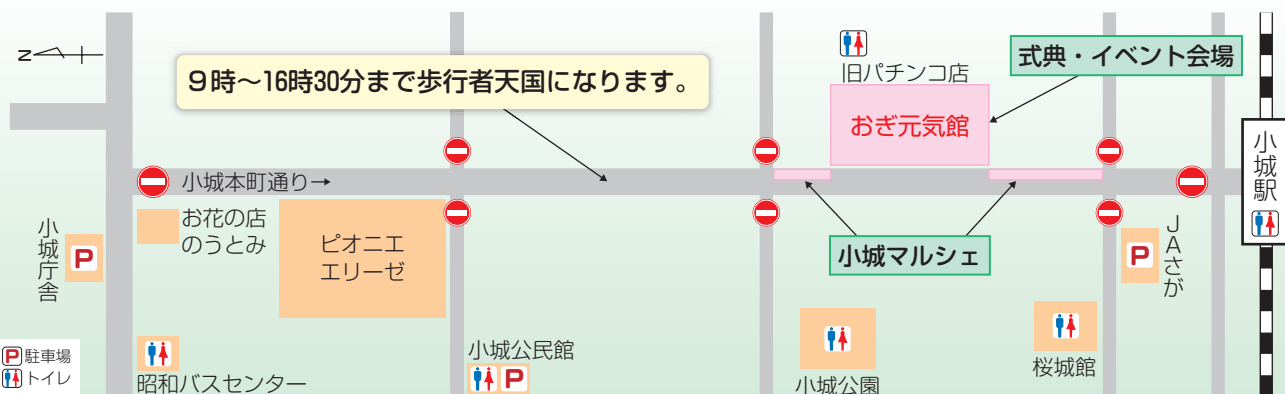 N
9時～16時30分まで歩行者天国になります。
旧パチンコ店
式典・イベント会場
おぎ元気館
小城駅
小城本町通り→
お花の店
のうとみ
ピオニエ
エリーゼ
小城マルシェ
小城庁舎
P
P
JAさが
小城公民館
P
昭和バスセンター
小城公園
桜城館
P駐車場
トイレ